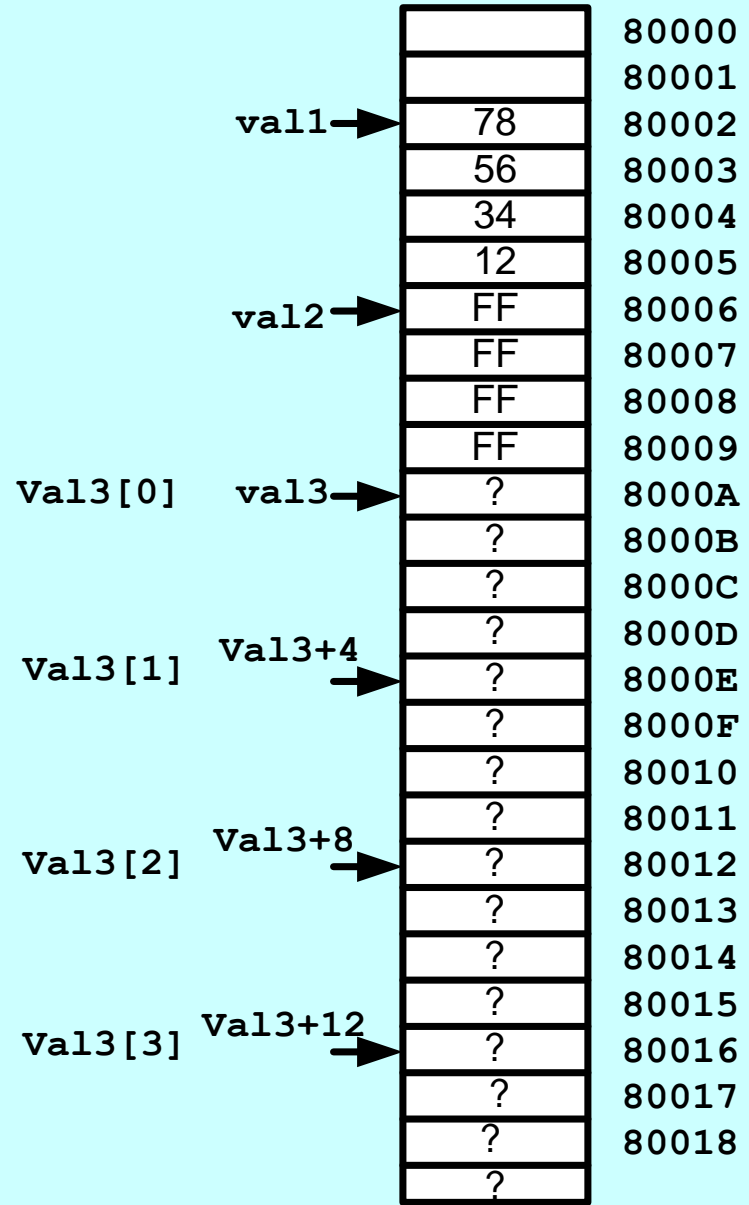 80000
80001
val1 78 80002
56 80003
34 80004
12 80005
val2 FF 80006
FF 80007
FF 80008
FF 80009
Val3[0] val3 ? 8000A
? 8000B
? 8000C
? 8000D
Val3[1] Val3+4 ? 8000E
? 8000F
? 80010
? 80011
Val3[2] Val3+8 ? 80012
? 80013
? 80014
? 80015
Val3[3] Val3+12 ? 80016
? 80017
? 80018
?